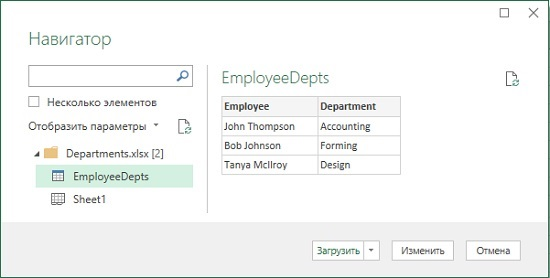 Навигатор
Несколько элементов
Отобразить параметры
Departments.xlsx [2]
EmployeeDepts
Sheet1
EmployeeDepts
Employee Department
John Thompson Accounting
Bob Johnson Forming
Tanya McIlroy Design
Загрузить Изменить Отмена